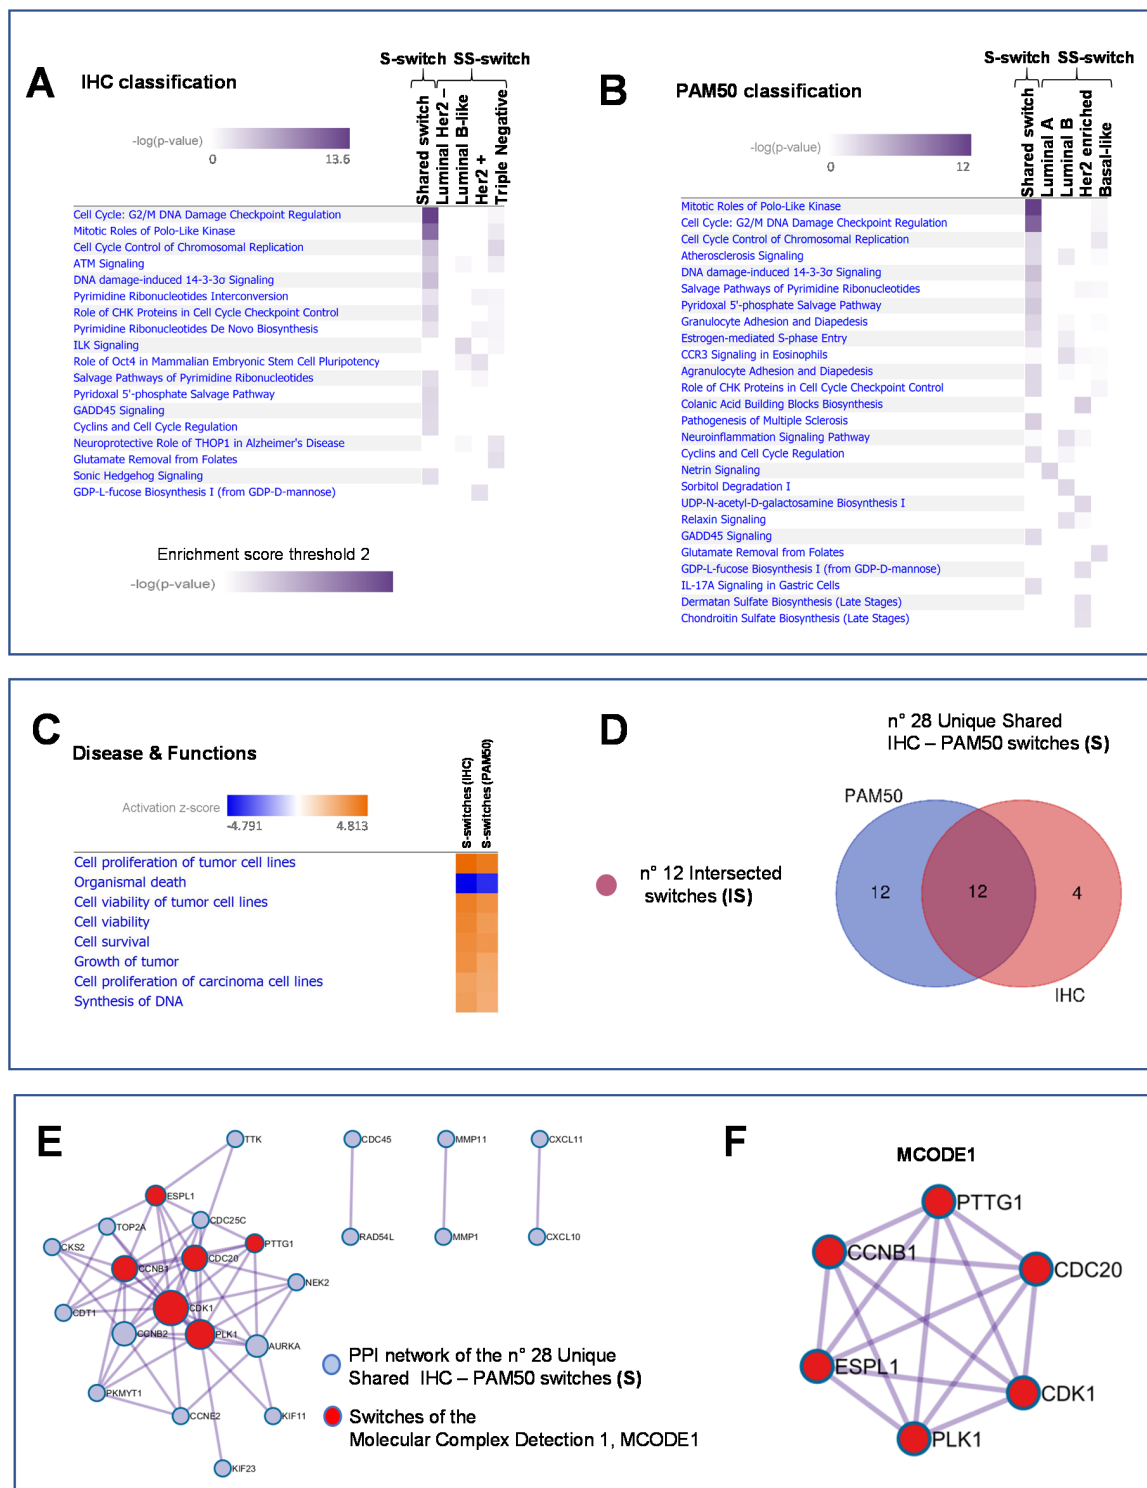 A
IHC classification
S-switch SS-switch
Shared switch
Luminal Her2 –
Luminal B-like
Her2 +
Triple Negative
-log(p-value)
0 13.6
Cell Cycle: G2/M DNA Damage Checkpoint Regulation
Mitotic Roles of Polo-Like Kinase
Cell Cycle Control of Chromosomal Replication
ATM Signaling
DNA damage-induced 14-3-3σ Signaling
Pyrimidine Ribonucleotides Interconversion
Role of CHK Proteins in Cell Cycle Checkpoint Control
Pyrimidine Ribonucleotides De Novo Biosynthesis
ILK Signaling
Role of Oct4 in Mammalian Embryonic Stem Cell Pluripotency
Salvage Pathways of Pyrimidine Ribonucleotides
Pyridoxal 5'-phosphate Salvage Pathway
GADD45 Signaling
Cyclins and Cell Cycle Regulation
Neuroprotective Role of THOP1 in Alzheimer's Disease
Glutamate Removal from Folates
Sonic Hedgehog Signaling
GDP-L-fucose Biosynthesis I (from GDP-D-mannose)
Enrichment score threshold 2
-log(p-value)
B
PAM50 classification
S-switch SS-switch
Shared switch
Luminal A
Luminal B
Her2 enriched
Basal-like
-log(p-value)
0 12
Mitotic Roles of Polo-Like Kinase
Cell Cycle: G2/M DNA Damage Checkpoint Regulation
Cell Cycle Control of Chromosomal Replication
Atherosclerosis Signaling
DNA damage-induced 14-3-3σ Signaling
Salvage Pathways of Pyrimidine Ribonucleotides
Pyridoxal 5'-phosphate Salvage Pathway
Granulocyte Adhesion and Diapedesis
Estrogen-mediated S-phase Entry
CCR3 Signaling in Eosinophils
Agranulocyte Adhesion and Diapedesis
Role of CHK Proteins in Cell Cycle Checkpoint Control
Colanic Acid Building Blocks Biosynthesis
Pathogenesis of Multiple Sclerosis
Neuroinflammation Signaling Pathway
Cyclins and Cell Cycle Regulation
Netrin Signaling
Sorbitol Degradation I
UDP-N-acetyl-D-galactosamine Biosynthesis I
Relaxin Signaling
GADD45 Signaling
Glutamate Removal from Folates
GDP-L-fucose Biosynthesis I (from GDP-D-mannose)
IL-17A Signaling in Gastric Cells
Dermatan Sulfate Biosynthesis (Late Stages)
Chondroitin Sulfate Biosynthesis (Late Stages)
C
Disease & Functions
S-switches (IHC)
S-switches (PAM50)
Activation z-score
-4.791 4.813
Cell proliferation of tumor cell lines
Organismal death
Cell viability of tumor cell lines
Cell viability
Cell survival
Growth of tumor
Cell proliferation of carcinoma cell lines
Synthesis of DNA
D
n° 28 Unique Shared
IHC – PAM50 switches (S)
PAM50
n° 12 Intersected
switches (IS)
12 12 4
IHC
E
TTK
CDC45
MMP11
CXCL11
ESPL1
CDC25C
TOP2A
PTTG1
RAD54L
MMP1
CXCL10
CKS2
CDC20
CCNB1
NEK2
CDK1
CDT1
CCNB2
PLK1
AURKA
PKMYT1
CCNE2
KIF11
KIF23
PPI network of the n° 28 Unique
Shared IHC – PAM50 switches (S)
Switches of the
Molecular Complex Detection 1, MCODE1
F
MCODE1
PTTG1
CCNB1
CDC20
ESPL1
CDK1
PLK1